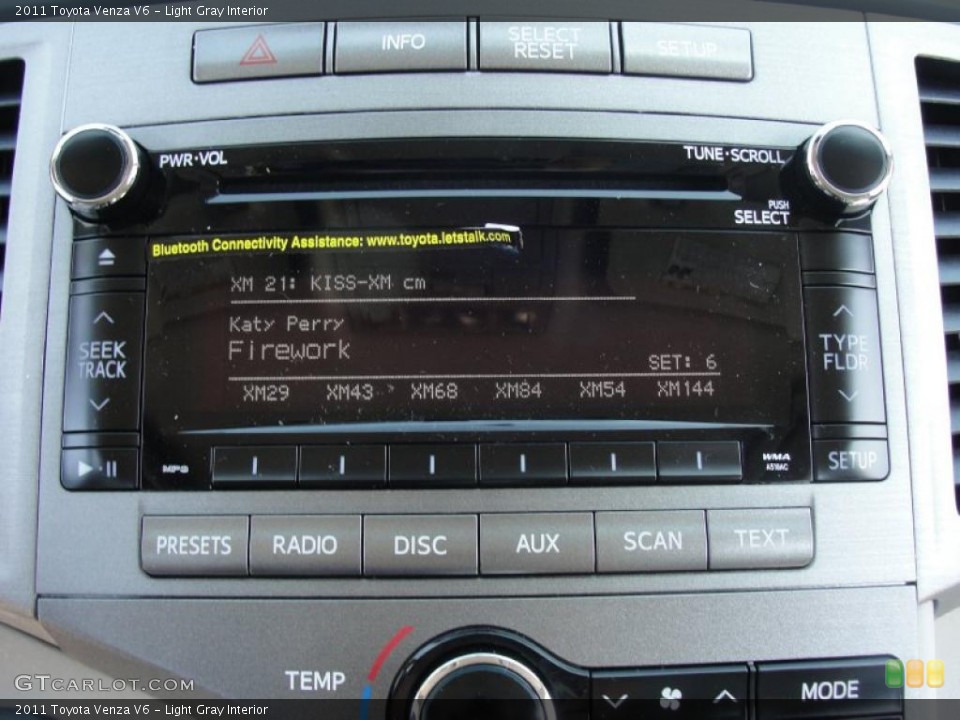 2011 Toyota Venza V6 - Light Gray Interior
INFO
SELECT
RESET
SETUP
PWR·VOL
TUNE·SCROLL
PUSH
SELECT
Bluetooth Connectivity Assistance: www.toyota.letstalk.com
XM 21: KISS-XM cm
Katy Perry
Firework
SET: 6
XM29 XM43 > XM68 XM84 XM54 XM144
SEEK
TRACK
TYPE
FLDR
MP3
WMA
A518AC
SETUP
PRESETS RADIO DISC AUX SCAN TEXT
TEMP
MODE
GTCARLOT.COM
2011 Toyota Venza V6 - Light Gray Interior